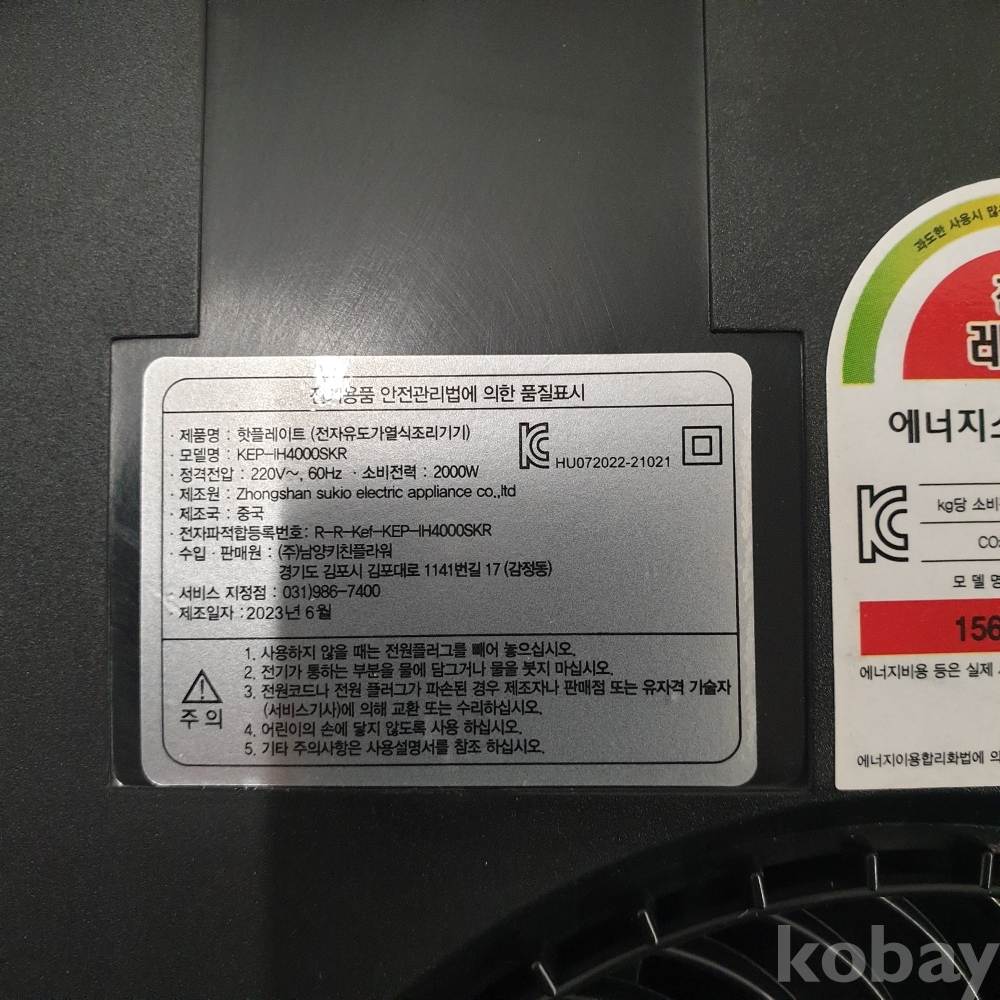 전기용품 안전관리법에 의한 품질표시
· 제품명 : 핫플레이트 (전자유도가열식조리기기)
· 모델명 : KEP-IH4000SKR
· 정격전압 : 220V~, 60Hz · 소비전력 : 2000W
· 제조원 : Zhongshan sukio electric appliance co.,ltd
· 제조국 : 중국
· 전자파적합등록번호: R-R-Kef-KEP-IH4000SKR
· 수입 · 판매원 : (주)남양키친플라워
경기도 김포시 김포대로 1141번길 17 (감정동)
· 서비스 지정점 : 031)986-7400
· 제조일자 : 2023년 6월
HU072022-21021
주 의
1. 사용하지 않을 때는 전원플러그를 빼어 놓으십시오.
2. 전기가 통하는 부분을 물에 담그거나 물을 붓지 마십시오.
3. 전원코드나 전원 플러그가 파손된 경우 제조자나 판매점 또는 유자격 기술자
(서비스기사)에 의해 교환 또는 수리하십시오.
4. 어린이의 손에 닿지 않도록 사용 하십시오.
5. 기타 주의사항은 사용설명서를 참조 하십시오.
과도한 사용시
에너지
kg당
모델명
156
에너지비용 등은 실제
에너지이용합리화법에
kobay